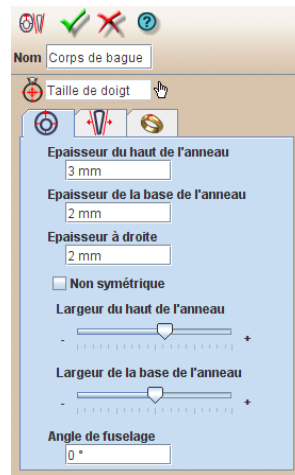 Nom Corps de bague
Taille de doigt
Epaisseur du haut de l'anneau
3 mm
Epaisseur de la base de l'anneau
2 mm
Epaisseur à droite
2 mm
Non symétrique
Largeur du haut de l'anneau
- +
Largeur de la base de l'anneau
- +
Angle de fuselage
0 °